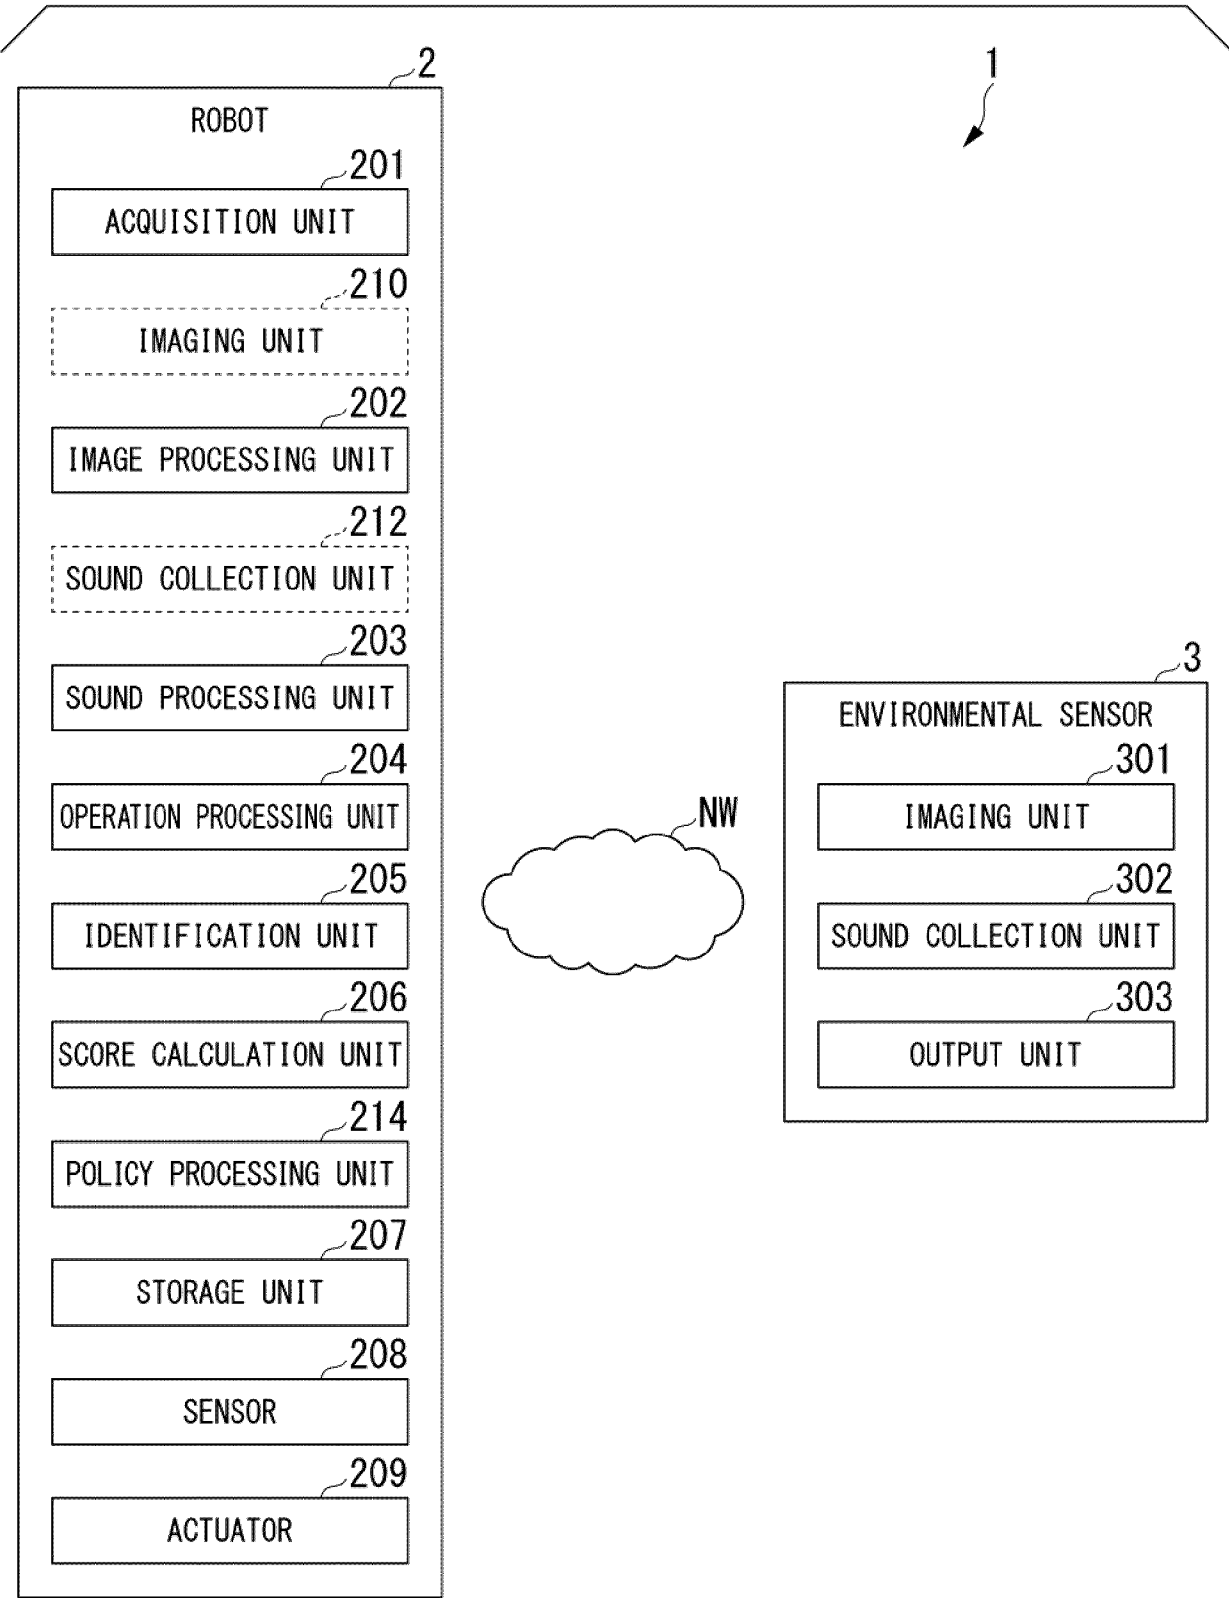 1
2
ROBOT
201
ACQUISITION UNIT
210
IMAGING UNIT
202
IMAGE PROCESSING UNIT
212
SOUND COLLECTION UNIT
203
SOUND PROCESSING UNIT
204
OPERATION PROCESSING UNIT
205
IDENTIFICATION UNIT
206
SCORE CALCULATION UNIT
214
POLICY PROCESSING UNIT
207
STORAGE UNIT
208
SENSOR
209
ACTUATOR
NW
3
ENVIRONMENTAL SENSOR
301
IMAGING UNIT
302
SOUND COLLECTION UNIT
303
OUTPUT UNIT